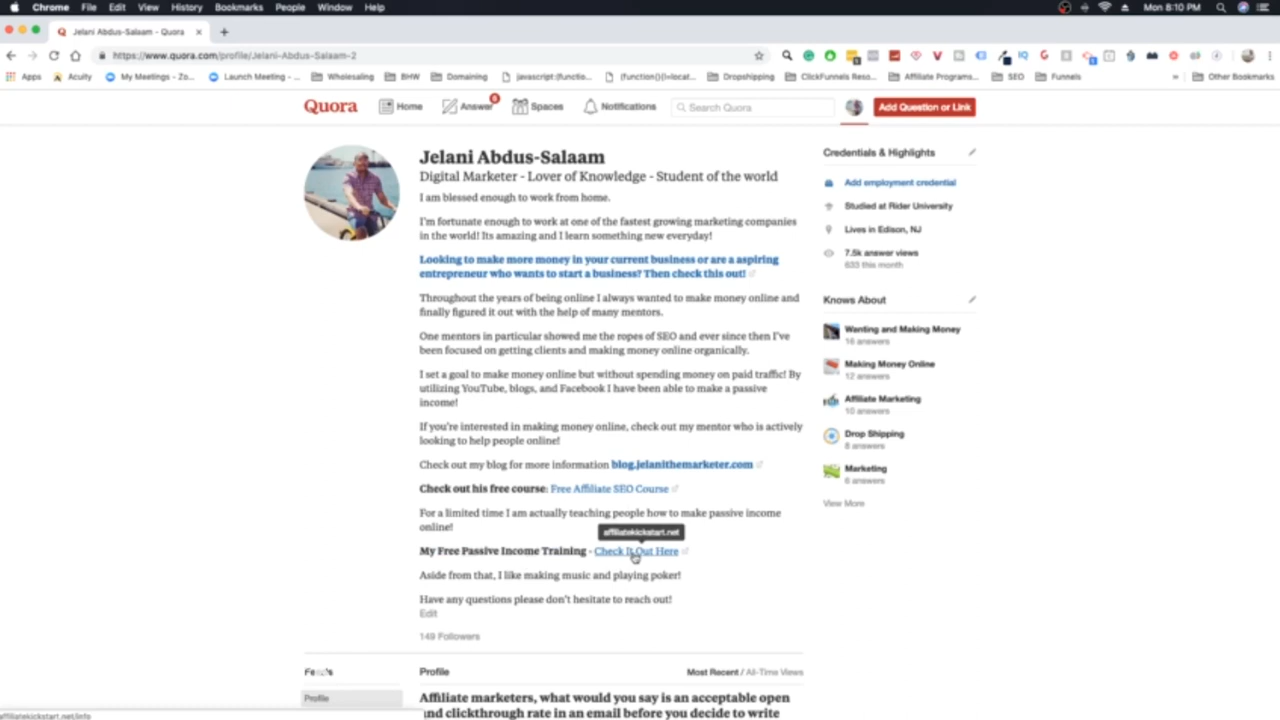 Chrome File Edit View History Bookmarks People Window Help Mon 8:10 PM
Jelani Abdus-Salaam - Quora
https://www.quora.com/profile/Jelani-Abdus-Salaam-2
Apps Acuity My Meetings - Zo... Launch Meeting - ... Wholesaling BHW Domaining javascript:(functio... (function(){l=locat... Dropshipping ClickFunnels Reso... Affiliate Programs... SEO Funnels » Other Bookmarks
Quora Home Answer 6 Spaces Notifications Search Quora Add Question or Link
Jelani Abdus-Salaam
Digital Marketer - Lover of Knowledge - Student of the world
I am blessed enough to work from home.
I'm fortunate enough to work at one of the fastest growing marketing companies
in the world! Its amazing and I learn something new everyday!
Looking to make more money in your current business or are a aspiring
entrepreneur who wants to start a business? Then check this out!
Throughout the years of being online I always wanted to make money online and
finally figured it out with the help of many mentors.
One mentors in particular showed me the ropes of SEO and ever since then I've
been focused on getting clients and making money online organically.
I set a goal to make money online but without spending money on paid traffic! By
utilizing YouTube, blogs, and Facebook I have been able to make a passive
income!
If you're interested in making money online, check out my mentor who is actively
looking to help people online!
Check out my blog for more information blog.jelanithemarketer.com
Check out his free course: Free Affiliate SEO Course
For a limited time I am actually teaching people how to make passive income
online!
affiliatekickstart.net
My Free Passive Income Training - Check It Out Here
Aside from that, I like making music and playing poker!
Have any questions please don't hesitate to reach out!
Edit
149 Followers
Credentials & Highlights
Add employment credential
Studied at Rider University
Lives in Edison, NJ
7.5k answer views
633 this month
Knows About
Wanting and Making Money
16 answers
Making Money Online
12 answers
Affiliate Marketing
10 answers
Drop Shipping
8 answers
Marketing
6 answers
View More
Feeds
Profile
Profile
Most Recent / All-Time Views
Affiliate marketers, what would you say is an acceptable open
and clickthrough rate in an email before you decide to write
affiliatekickstart.net/info